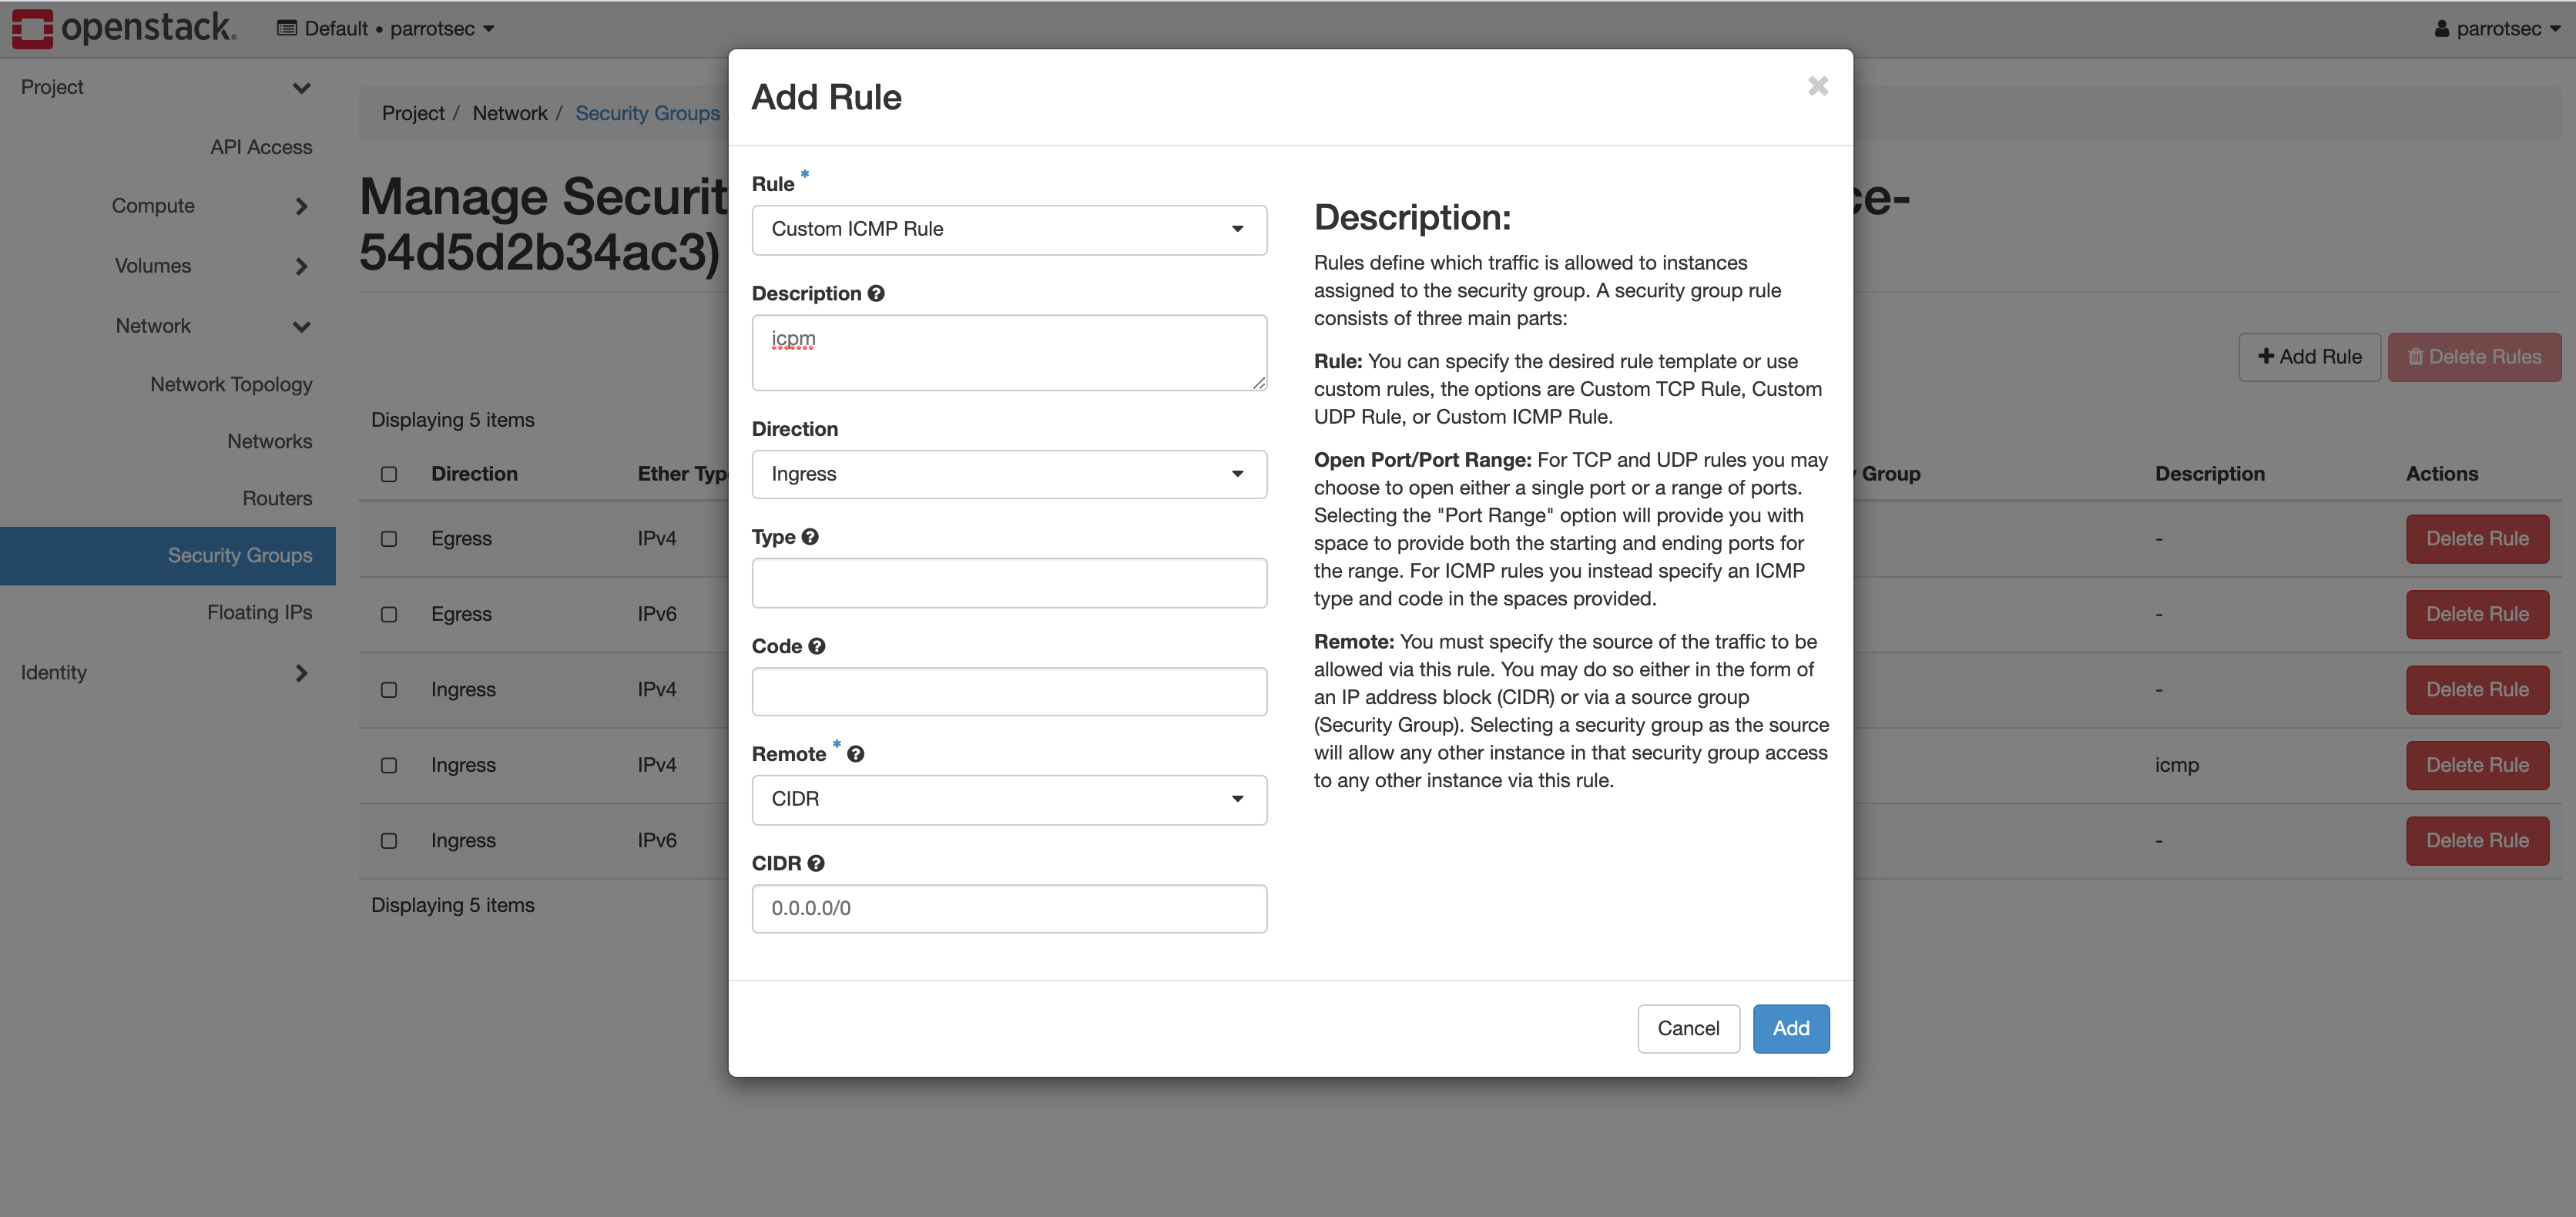 openstack.
Default • parrotsec
parrotsec
Project
API Access
Compute
Volumes
Network
Network Topology
Networks
Routers
Security Groups
Floating IPs
Identity
Project / Network / Security Groups
Manage Securit
ce-
54d5d2b34ac3)
Add Rule
Delete Rules
Displaying 5 items
Direction Ether Typ Group Description Actions
Egress IPv4 - Delete Rule
Egress IPv6 - Delete Rule
Ingress IPv4 - Delete Rule
Ingress IPv4 icmp Delete Rule
Ingress IPv6 - Delete Rule
Displaying 5 items
Add Rule
Rule *
Custom ICMP Rule
Description
icpm
Direction
Ingress
Type
Code
Remote *
CIDR
CIDR
0.0.0.0/0
Description:
Rules define which traffic is allowed to instances
assigned to the security group. A security group rule
consists of three main parts:
Rule: You can specify the desired rule template or use
custom rules, the options are Custom TCP Rule, Custom
UDP Rule, or Custom ICMP Rule.
Open Port/Port Range: For TCP and UDP rules you may
choose to open either a single port or a range of ports.
Selecting the "Port Range" option will provide you with
space to provide both the starting and ending ports for
the range. For ICMP rules you instead specify an ICMP
type and code in the spaces provided.
Remote: You must specify the source of the traffic to be
allowed via this rule. You may do so either in the form of
an IP address block (CIDR) or via a source group
(Security Group). Selecting a security group as the source
will allow any other instance in that security group access
to any other instance via this rule.
Cancel
Add